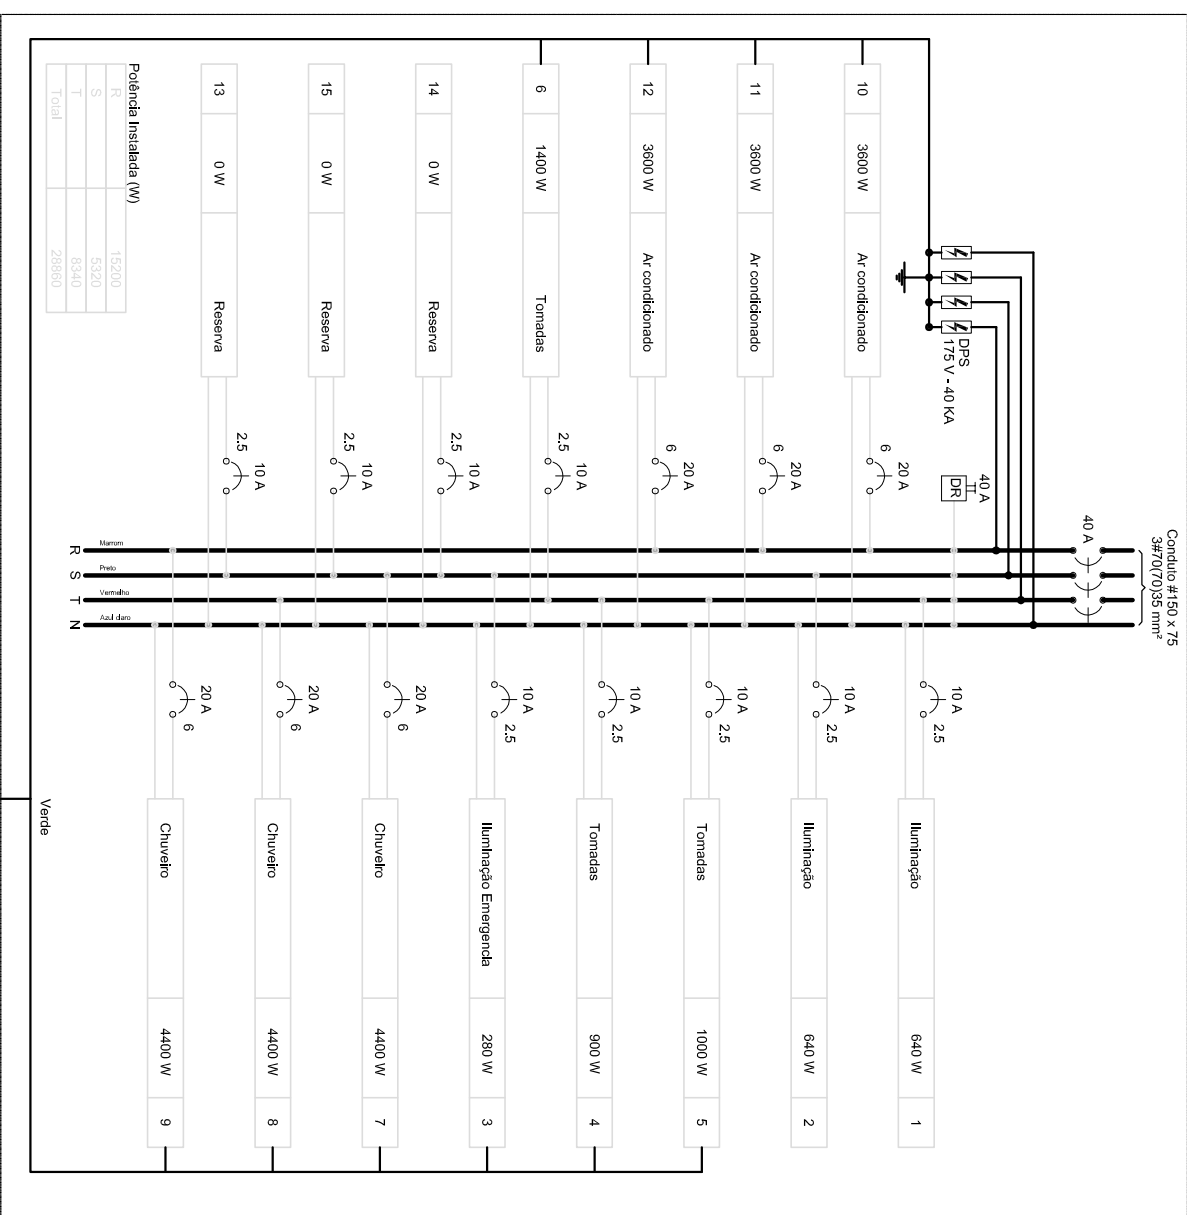 Conduto #150 x 75
3#70(70)35 mm²
40 A
DPS
175 V - 40 KA
40 A
DR
R
Marrom
S
Preto
T
Vermelho
N
Azul claro
10
3600 W
Ar condicionado
6
20 A
11
3600 W
Ar condicionado
6
20 A
12
3600 W
Ar condicionado
6
20 A
6
1400 W
Tomadas
2.5
10 A
14
0 W
Reserva
2.5
10 A
15
0 W
Reserva
2.5
10 A
13
0 W
Reserva
2.5
10 A
10 A
2.5
Iluminação
640 W
1
10 A
2.5
Iluminação
640 W
2
10 A
2.5
Tomadas
1000 W
5
10 A
2.5
Tomadas
900 W
4
10 A
2.5
Iluminação Emergencia
280 W
3
20 A
6
Chuveiro
4400 W
7
20 A
6
Chuveiro
4400 W
8
20 A
6
Chuveiro
4400 W
9
Potência Instalada (W)
R 15200
S 5320
T 8340
Total 28860
Verde